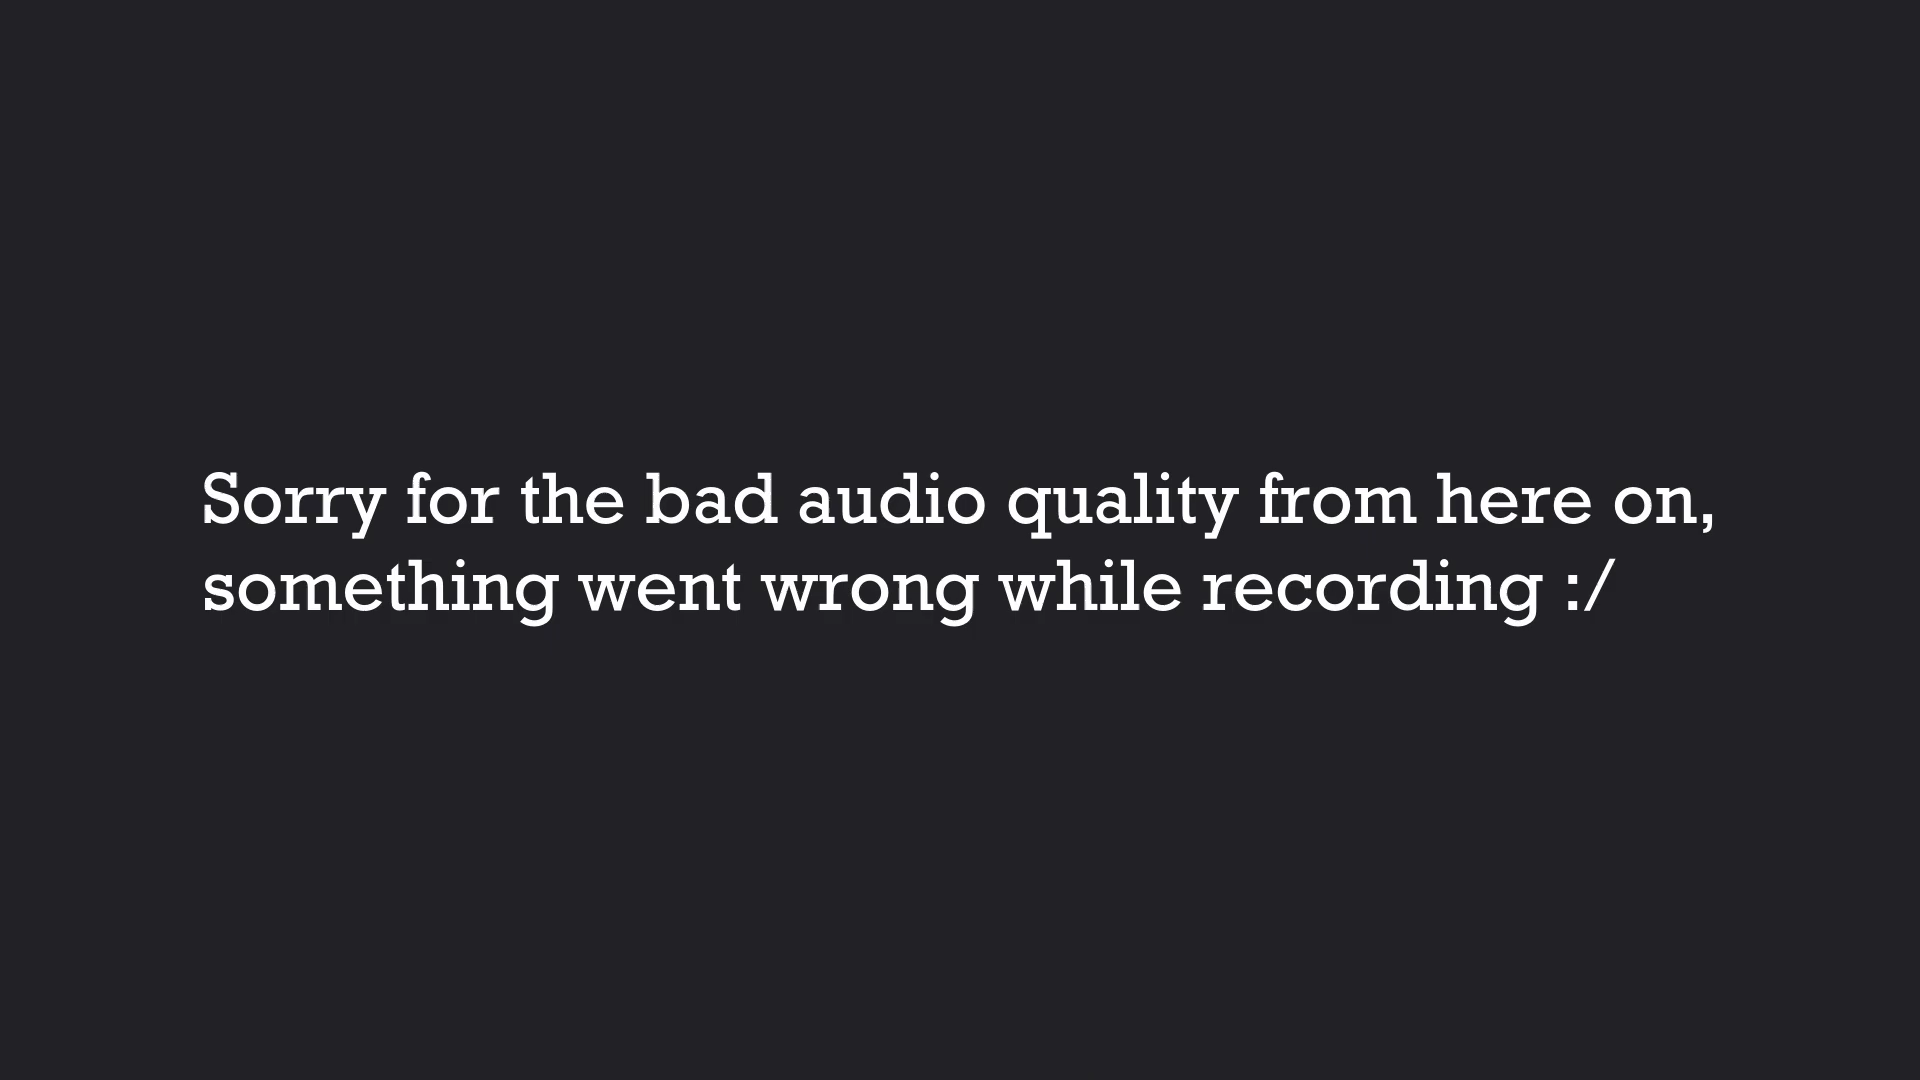 Sorry for the bad audio quality from here on,
something went wrong while recording :/